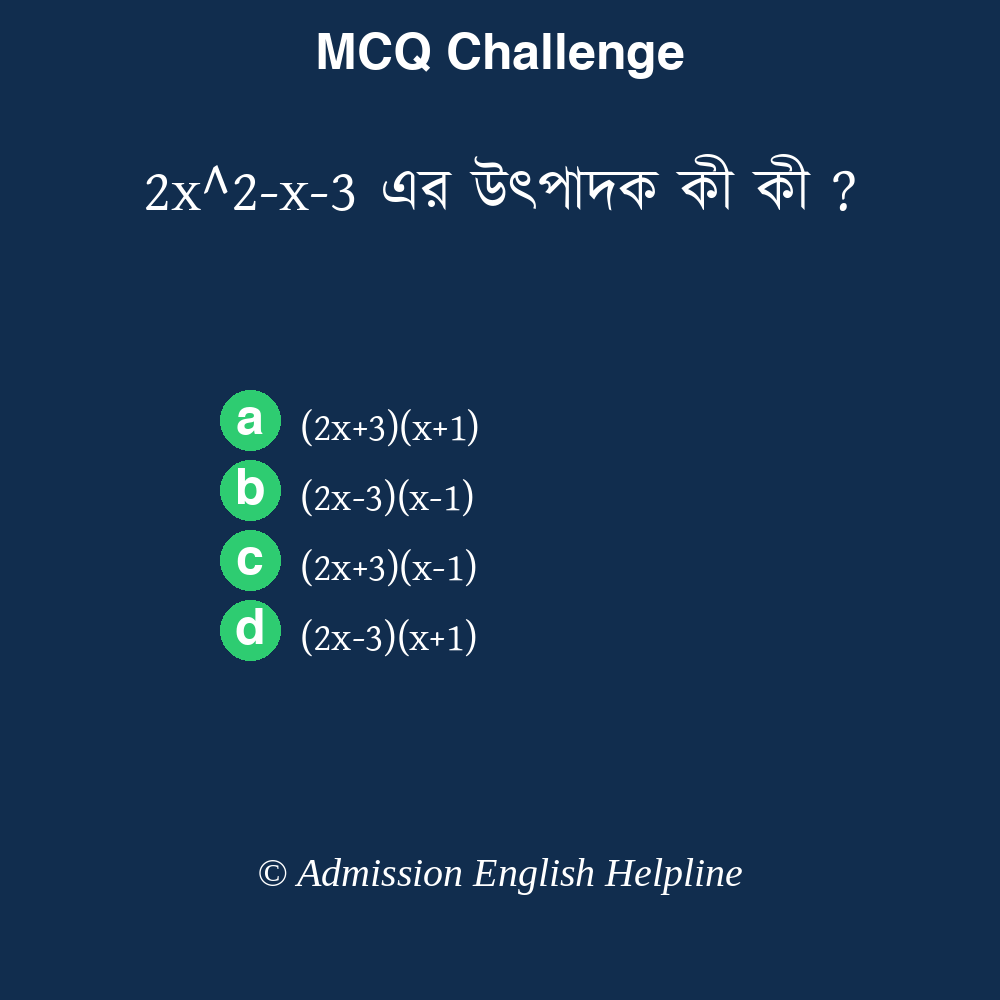 MCQ Challenge
2x^2-x-3 এর উৎপাদক কী কী ?
a (2x+3)(x+1)
b (2x-3)(x-1)
c (2x+3)(x-1)
d (2x-3)(x+1)
© Admission English Helpline